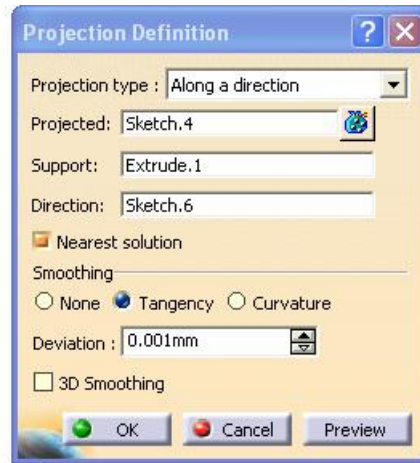 Projection Definition
Projection type : Along a direction
Projected: Sketch.4
Support: Extrude.1
Direction: Sketch.6
Nearest solution
Smoothing
None Tangency Curvature
Deviation : 0.001mm
3D Smoothing
OK Cancel Preview